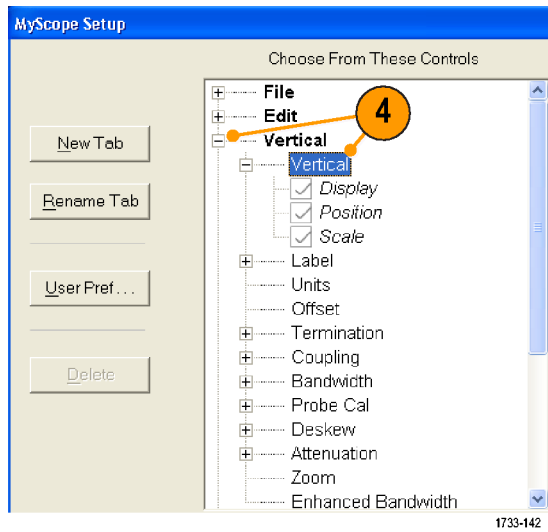 MyScope Setup
Choose From These Controls
File
Edit
4
Vertical
New Tab
Vertical
Display
Rename Tab
Position
Scale
Label
User Pref . . .
Units
Offset
Termination
Coupling
Delete
Bandwidth
Probe Cal
Deskew
Attenuation
Zoom
Enhanced Bandwidth
1733-142